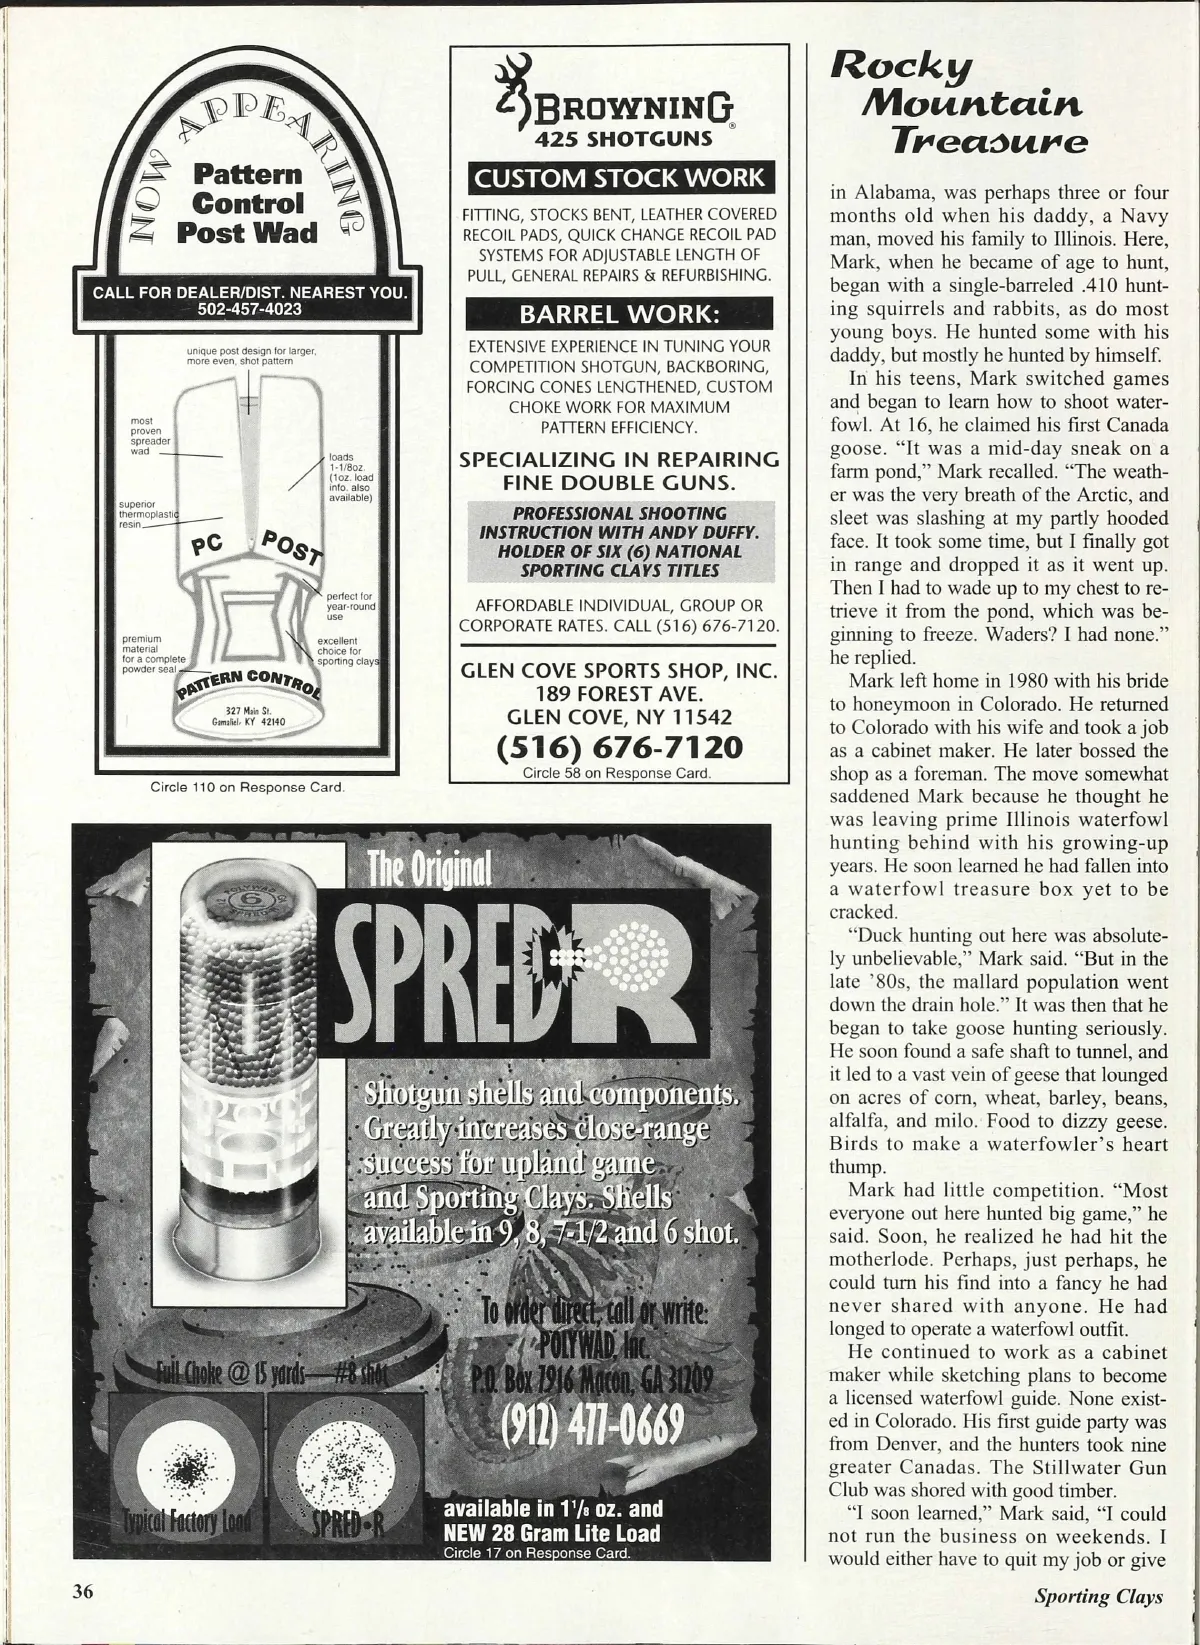 NOW APPEARING
Pattern
Control
Post Wad
CALL FOR DEALER/DIST. NEAREST YOU.
502-457-4023
unique post design for larger,
more even, shot pattern
most
proven
spreader
wad
loads
1-1/8oz.
(1oz. load
info. also
available)
superior
thermoplastic
resin
PC POST
perfect for
year-round
use
premium
material
for a complete
powder seal
excellent
choice for
sporting clays
PATTERN CONTROL
327 Main St.
Gamaliel, KY 42140
Circle 110 on Response Card.
BROWNING®
425 SHOTGUNS
CUSTOM STOCK WORK
FITTING, STOCKS BENT, LEATHER COVERED
RECOIL PADS, QUICK CHANGE RECOIL PAD
SYSTEMS FOR ADJUSTABLE LENGTH OF
PULL, GENERAL REPAIRS & REFURBISHING.
BARREL WORK:
EXTENSIVE EXPERIENCE IN TUNING YOUR
COMPETITION SHOTGUN, BACKBORING,
FORCING CONES LENGTHENED, CUSTOM
CHOKE WORK FOR MAXIMUM
PATTERN EFFICIENCY.
SPECIALIZING IN REPAIRING
FINE DOUBLE GUNS.
PROFESSIONAL SHOOTING
INSTRUCTION WITH ANDY DUFFY.
HOLDER OF SIX (6) NATIONAL
SPORTING CLAYS TITLES
AFFORDABLE INDIVIDUAL, GROUP OR
CORPORATE RATES. CALL (516) 676-7120.
GLEN COVE SPORTS SHOP, INC.
189 FOREST AVE.
GLEN COVE, NY 11542
(516) 676-7120
Circle 58 on Response Card.
The Original
SPRED-R
POLYWAD
6
SPRED-R
Shotgun shells and components.
Greatly increases close-range
success for upland game
and Sporting Clays. Shells
available in 9, 8, 7-1/2 and 6 shot.
To order direct, call or write:
POLYWAD, Inc.
P.O. Box 7916 Macon, GA 31209
(912) 477-0669
Full Choke @ 15 yards—#8 shot
Typical Factory Load
SPRED•R
available in 1⅛ oz. and
NEW 28 Gram Lite Load
Circle 17 on Response Card.
Rocky
Mountain
Treasure
in Alabama, was perhaps three or four
months old when his daddy, a Navy
man, moved his family to Illinois. Here,
Mark, when he became of age to hunt,
began with a single-barreled .410 hunt-
ing squirrels and rabbits, as do most
young boys. He hunted some with his
daddy, but mostly he hunted by himself.
In his teens, Mark switched games
and began to learn how to shoot water-
fowl. At 16, he claimed his first Canada
goose. “It was a mid-day sneak on a
farm pond,” Mark recalled. “The weath-
er was the very breath of the Arctic, and
sleet was slashing at my partly hooded
face. It took some time, but I finally got
in range and dropped it as it went up.
Then I had to wade up to my chest to re-
trieve it from the pond, which was be-
ginning to freeze. Waders? I had none.”
he replied.
Mark left home in 1980 with his bride
to honeymoon in Colorado. He returned
to Colorado with his wife and took a job
as a cabinet maker. He later bossed the
shop as a foreman. The move somewhat
saddened Mark because he thought he
was leaving prime Illinois waterfowl
hunting behind with his growing-up
years. He soon learned he had fallen into
a waterfowl treasure box yet to be
cracked.
“Duck hunting out here was absolute-
ly unbelievable,” Mark said. “But in the
late ’80s, the mallard population went
down the drain hole.” It was then that he
began to take goose hunting seriously.
He soon found a safe shaft to tunnel, and
it led to a vast vein of geese that lounged
on acres of corn, wheat, barley, beans,
alfalfa, and milo. Food to dizzy geese.
Birds to make a waterfowler’s heart
thump.
Mark had little competition. “Most
everyone out here hunted big game,” he
said. Soon, he realized he had hit the
motherlode. Perhaps, just perhaps, he
could turn his find into a fancy he had
never shared with anyone. He had
longed to operate a waterfowl outfit.
He continued to work as a cabinet
maker while sketching plans to become
a licensed waterfowl guide. None exist-
ed in Colorado. His first guide party was
from Denver, and the hunters took nine
greater Canadas. The Stillwater Gun
Club was shored with good timber.
“I soon learned,” Mark said, “I could
not run the business on weekends. I
would either have to quit my job or give
36
Sporting Clays